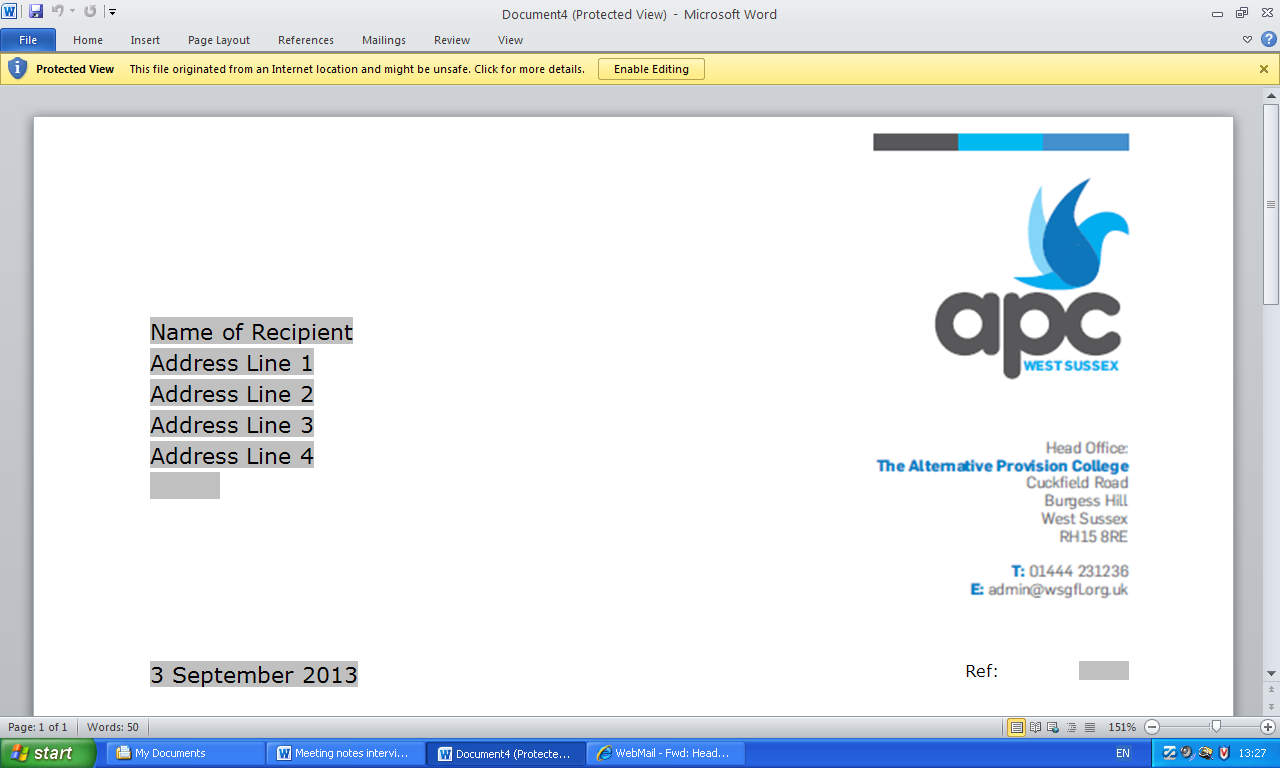 Document4 (Protected View) - Microsoft Word
File Home Insert Page Layout References Mailings Review View
Protected View This file originated from an Internet location and might be unsafe. Click for more details. Enable Editing
apc
WEST SUSSEX
Name of Recipient
Address Line 1
Address Line 2
Address Line 3
Address Line 4
Head Office:
The Alternative Provision College
Cuckfield Road
Burgess Hill
West Sussex
RH15 8RE
T: 01444 231236
E: admin@wsgfl.org.uk
3 September 2013 Ref:
Page: 1 of 1 Words: 50 151%
start My Documents Meeting notes intervi... Document4 (Protecte... WebMail - Fwd: Head... EN 13:27